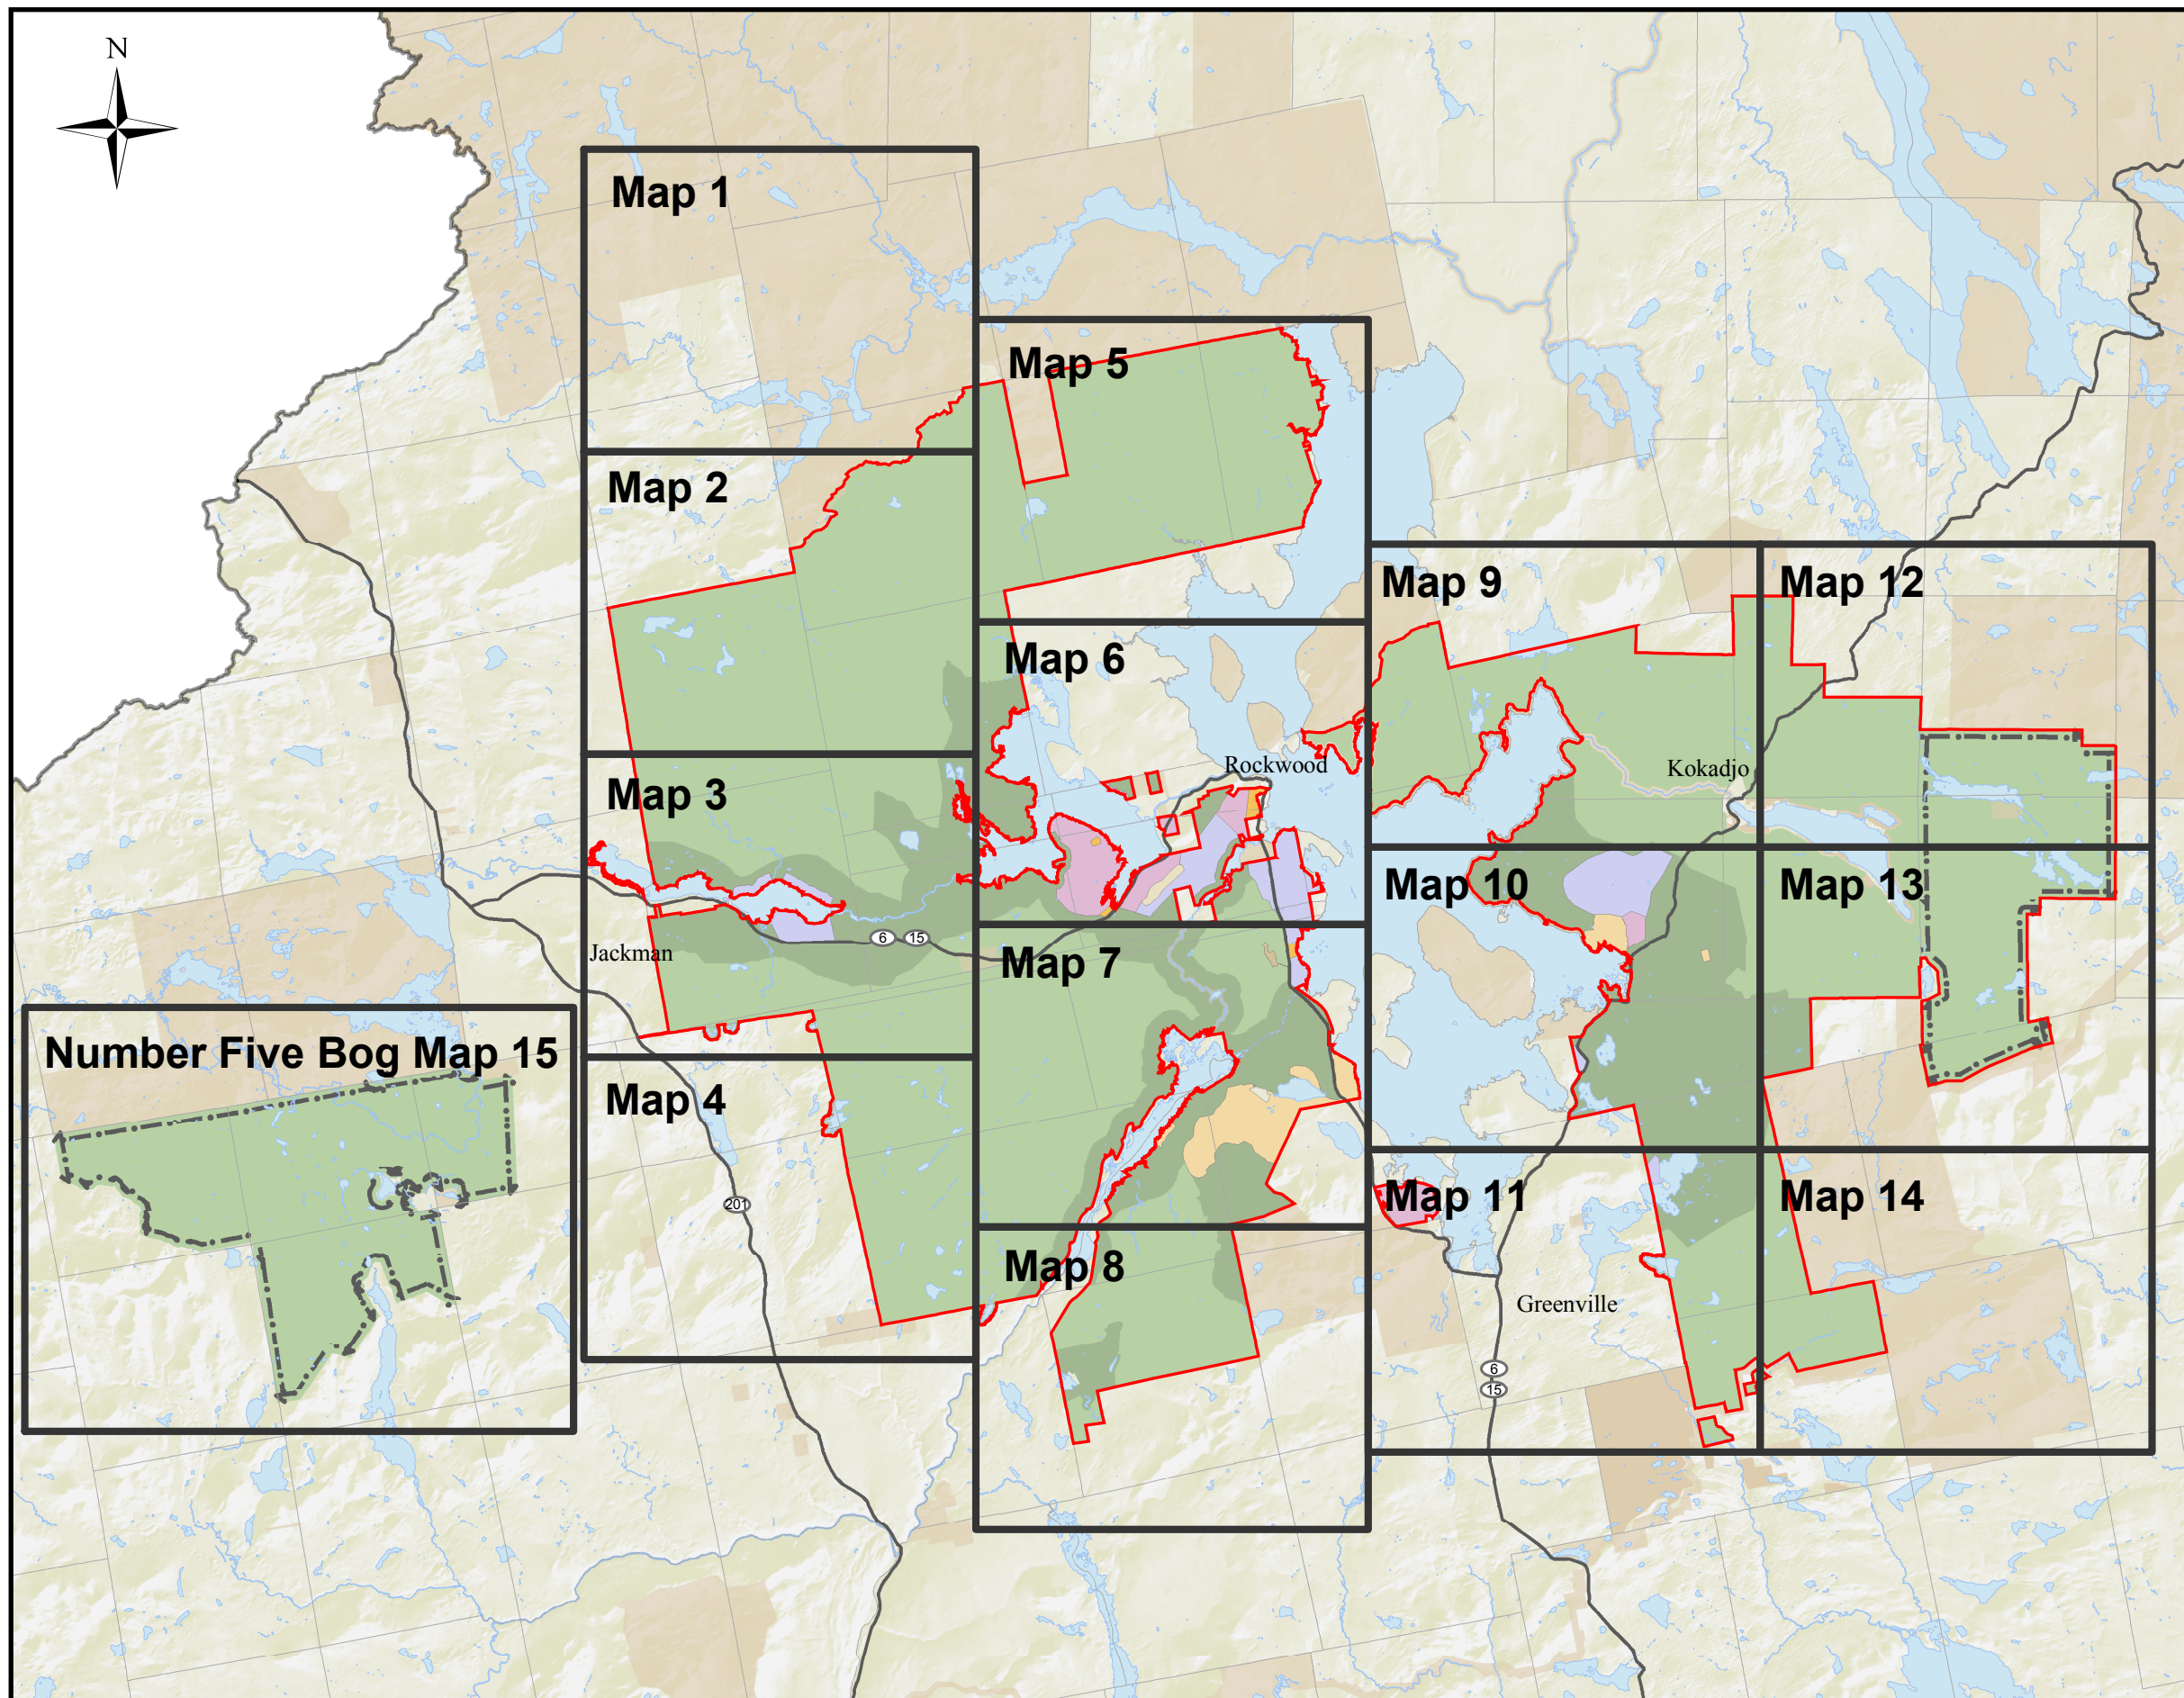 N
Map 1
Map 5
Map 2
Map 9
Map 12
Map 6
Rockwood
Kokadjo
Map 3
Map 10
Map 13
6
15
Jackman
Map 7
Number Five Bog Map 15
Map 4
201
Map 11
Map 14
Map 8
Greenville
6
15